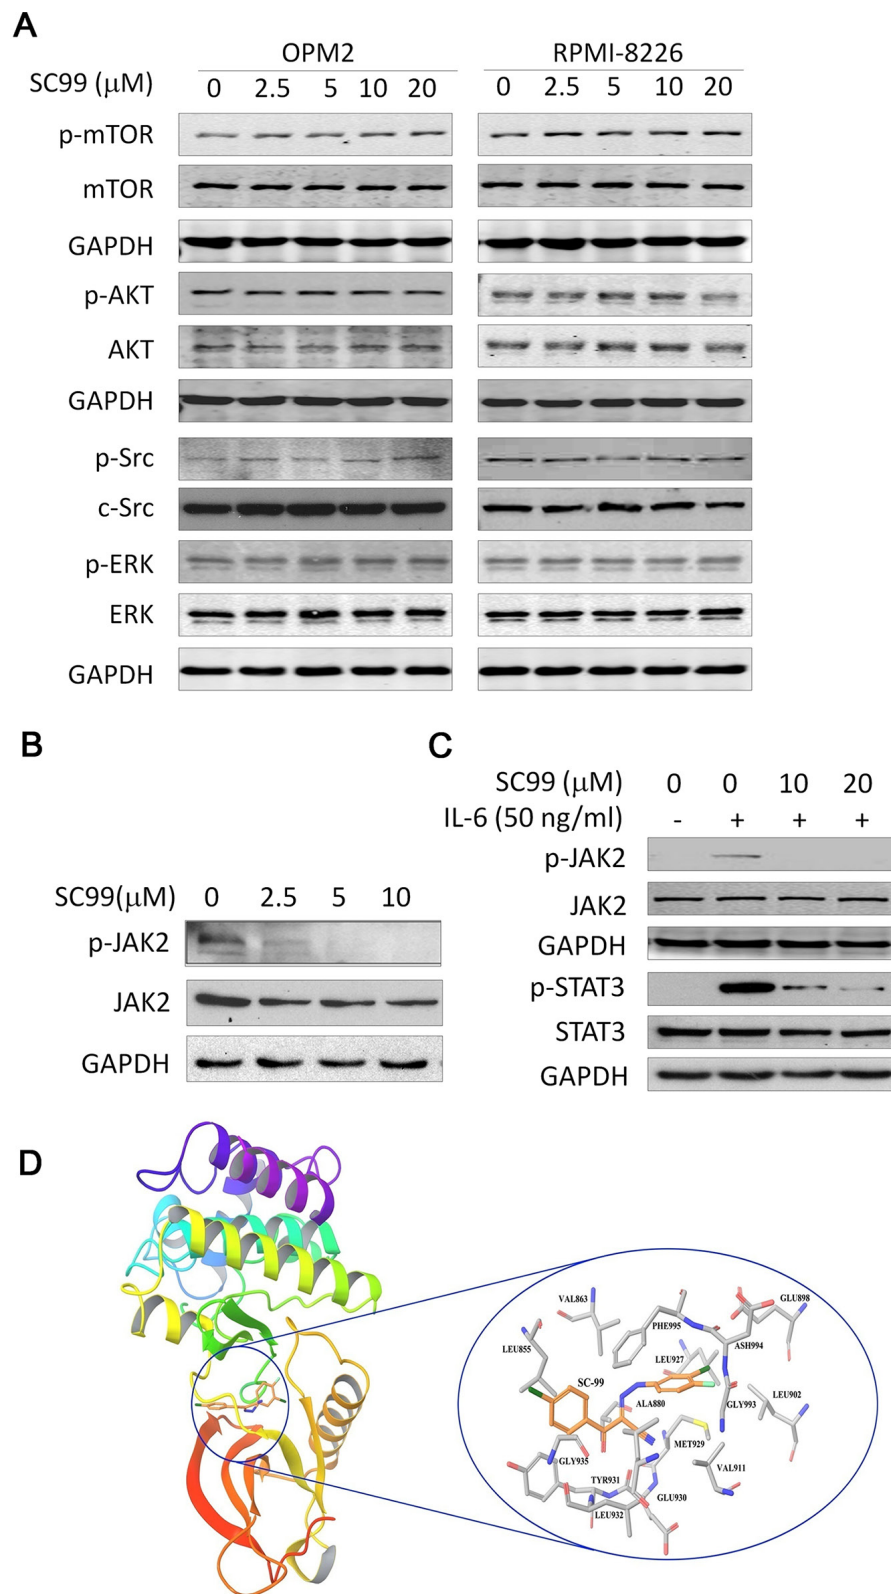 A
OPM2 RPMI-8226
SC99 (μM) 0 2.5 5 10 20 0 2.5 5 10 20
p-mTOR
mTOR
GAPDH
p-AKT
AKT
GAPDH
p-Src
c-Src
p-ERK
ERK
GAPDH
B
SC99(μM) 0 2.5 5 10
p-JAK2
JAK2
GAPDH
C
SC99 (μM) 0 0 10 20
IL-6 (50 ng/ml) - + + +
p-JAK2
JAK2
GAPDH
p-STAT3
STAT3
GAPDH
D
VAL863
GLU898
PHE995
ASH994
LEU855
LEU927
SC-99
LEU902
ALA880
GLY993
MET929
GLY935
VAL911
TYR931
GLU930
LEU932